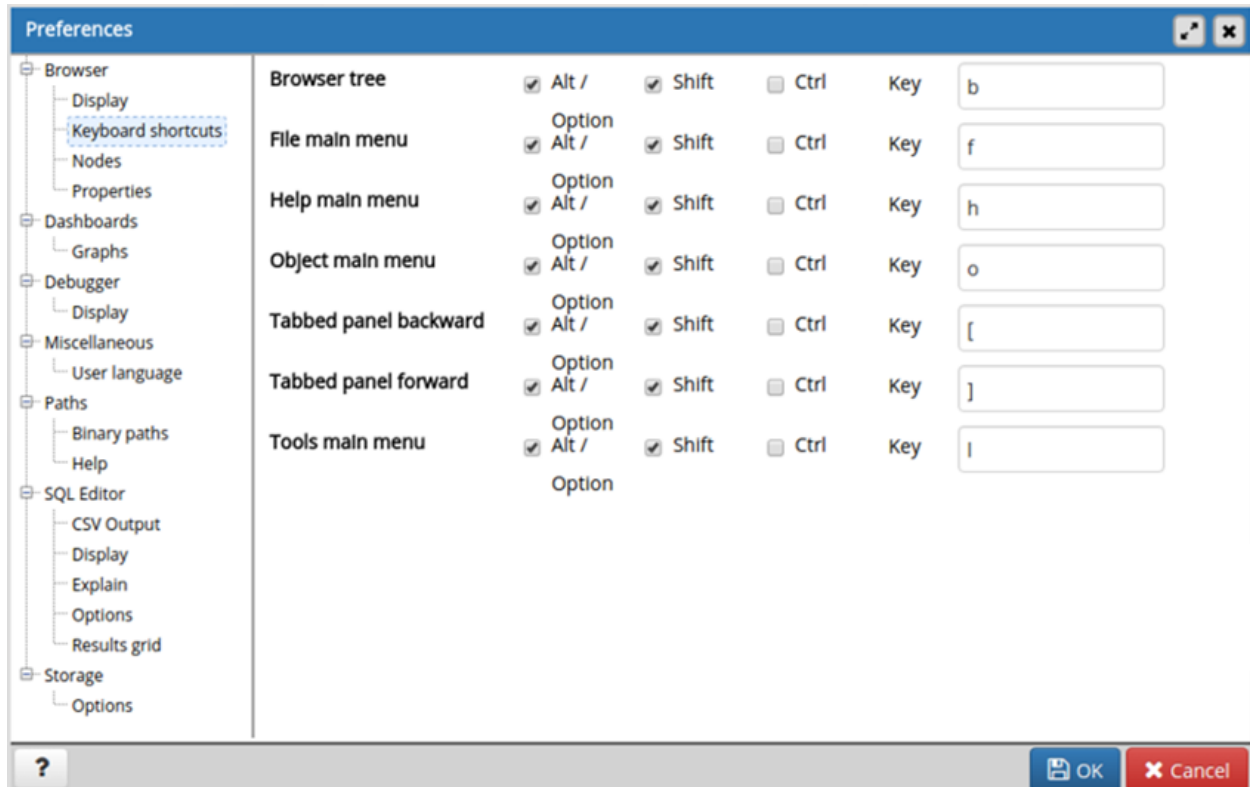 Preferences
Browser
Display
Keyboard shortcuts
Nodes
Properties
Dashboards
Graphs
Debugger
Display
Miscellaneous
User language
Paths
Binary paths
Help
SQL Editor
CSV Output
Display
Explain
Options
Results grid
Storage
Options
Browser tree Alt / Option Shift Ctrl Key b
File main menu Alt / Option Shift Ctrl Key f
Help main menu Alt / Option Shift Ctrl Key h
Object main menu Alt / Option Shift Ctrl Key o
Tabbed panel backward Alt / Option Shift Ctrl Key [
Tabbed panel forward Alt / Option Shift Ctrl Key ]
Tools main menu Alt / Option Shift Ctrl Key l
? OK Cancel